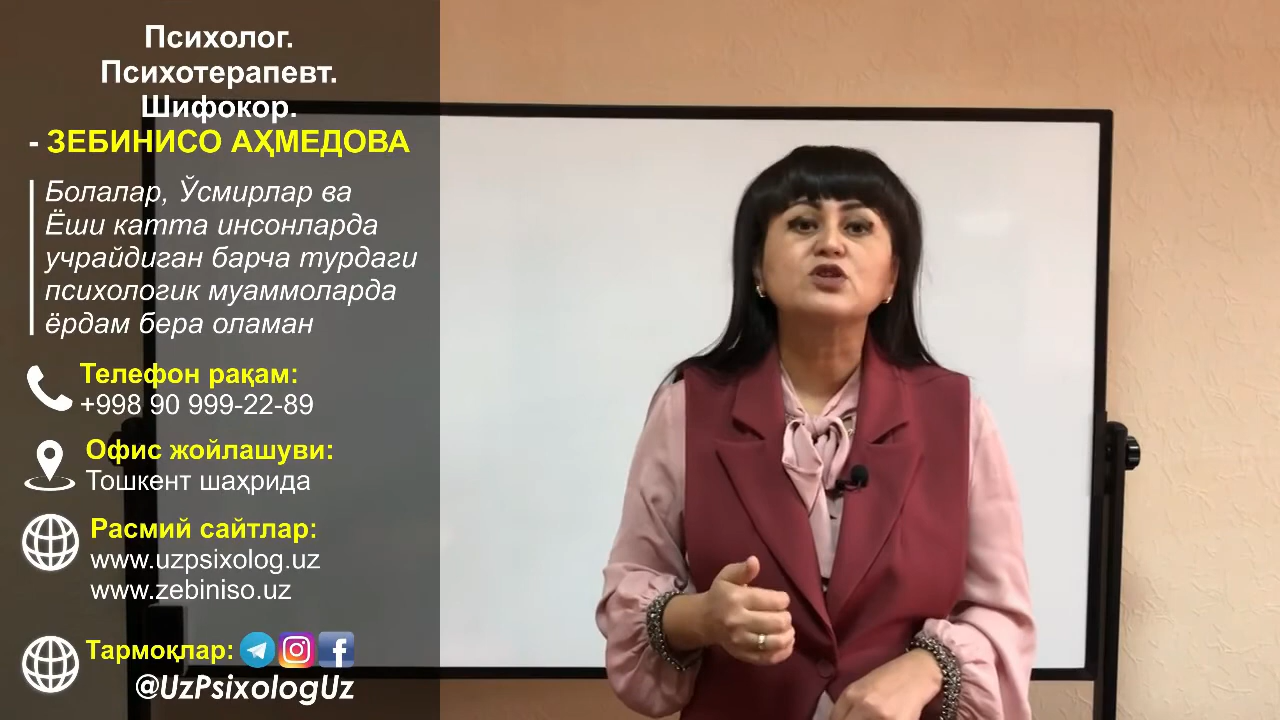 Психолог.
Психотерапевт.
Шифокор.
- ЗЕБИНИСО АҲМЕДОВА
Болалар, Ўсмирлар ва
Ёши катта инсонларда
учрайдиган барча турдаги
психологик муаммоларда
ёрдам бера оламан
Телефон рақам:
+998 90 999-22-89
Офис жойлашуви:
Тошкент шаҳрида
Расмий сайтлар:
www.uzpsixolog.uz
www.zebiniso.uz
Тармоқлар:
@UzPsixologUz